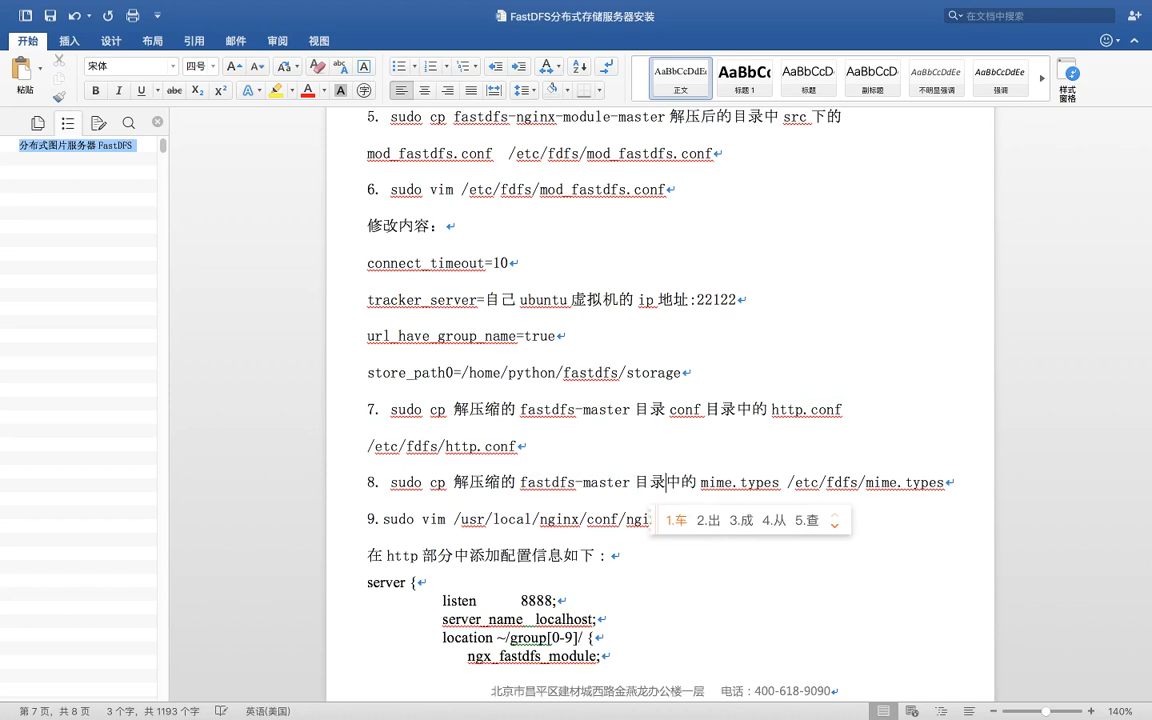 FastDFS分布式存储服务器安装
在文档中搜索
开始 插入 设计 布局 引用 邮件 审阅 视图
粘贴
宋体 四号
AaBbCcDdEe AaBbCc AaBbCcD AaBbCcD AaBbCcDdEe AaBbCcDdEe
正文 标题 1 标题 副标题 不明显强调 强调
样式
窗格
分布式图片服务器 FastDFS
5. sudo cp fastdfs-nginx-module-master 解压后的目录中 src 下的
mod_fastdfs.conf /etc/fdfs/mod_fastdfs.conf
6. sudo vim /etc/fdfs/mod_fastdfs.conf
修改内容：
connect_timeout=10
tracker_server=自己 ubuntu 虚拟机的 ip 地址:22122
url_have_group_name=true
store_path0=/home/python/fastdfs/storage
7. sudo cp 解压缩的 fastdfs-master 目录 conf 目录中的 http.conf
/etc/fdfs/http.conf
8. sudo cp 解压缩的 fastdfs-master 目录中的 mime.types /etc/fdfs/mime.types
9.sudo vim /usr/local/nginx/conf/ngi
1.车 2.出 3.成 4.从 5.查
在 http 部分中添加配置信息如下：
server {
listen 8888;
server_name localhost;
location ~/group[0-9]/ {
ngx_fastdfs_module;
北京市昌平区建材城西路金燕龙办公楼一层 电话：400-618-9090
第 7 页，共 8 页 3 个字，共 1193 个字 英语(美国) 140%